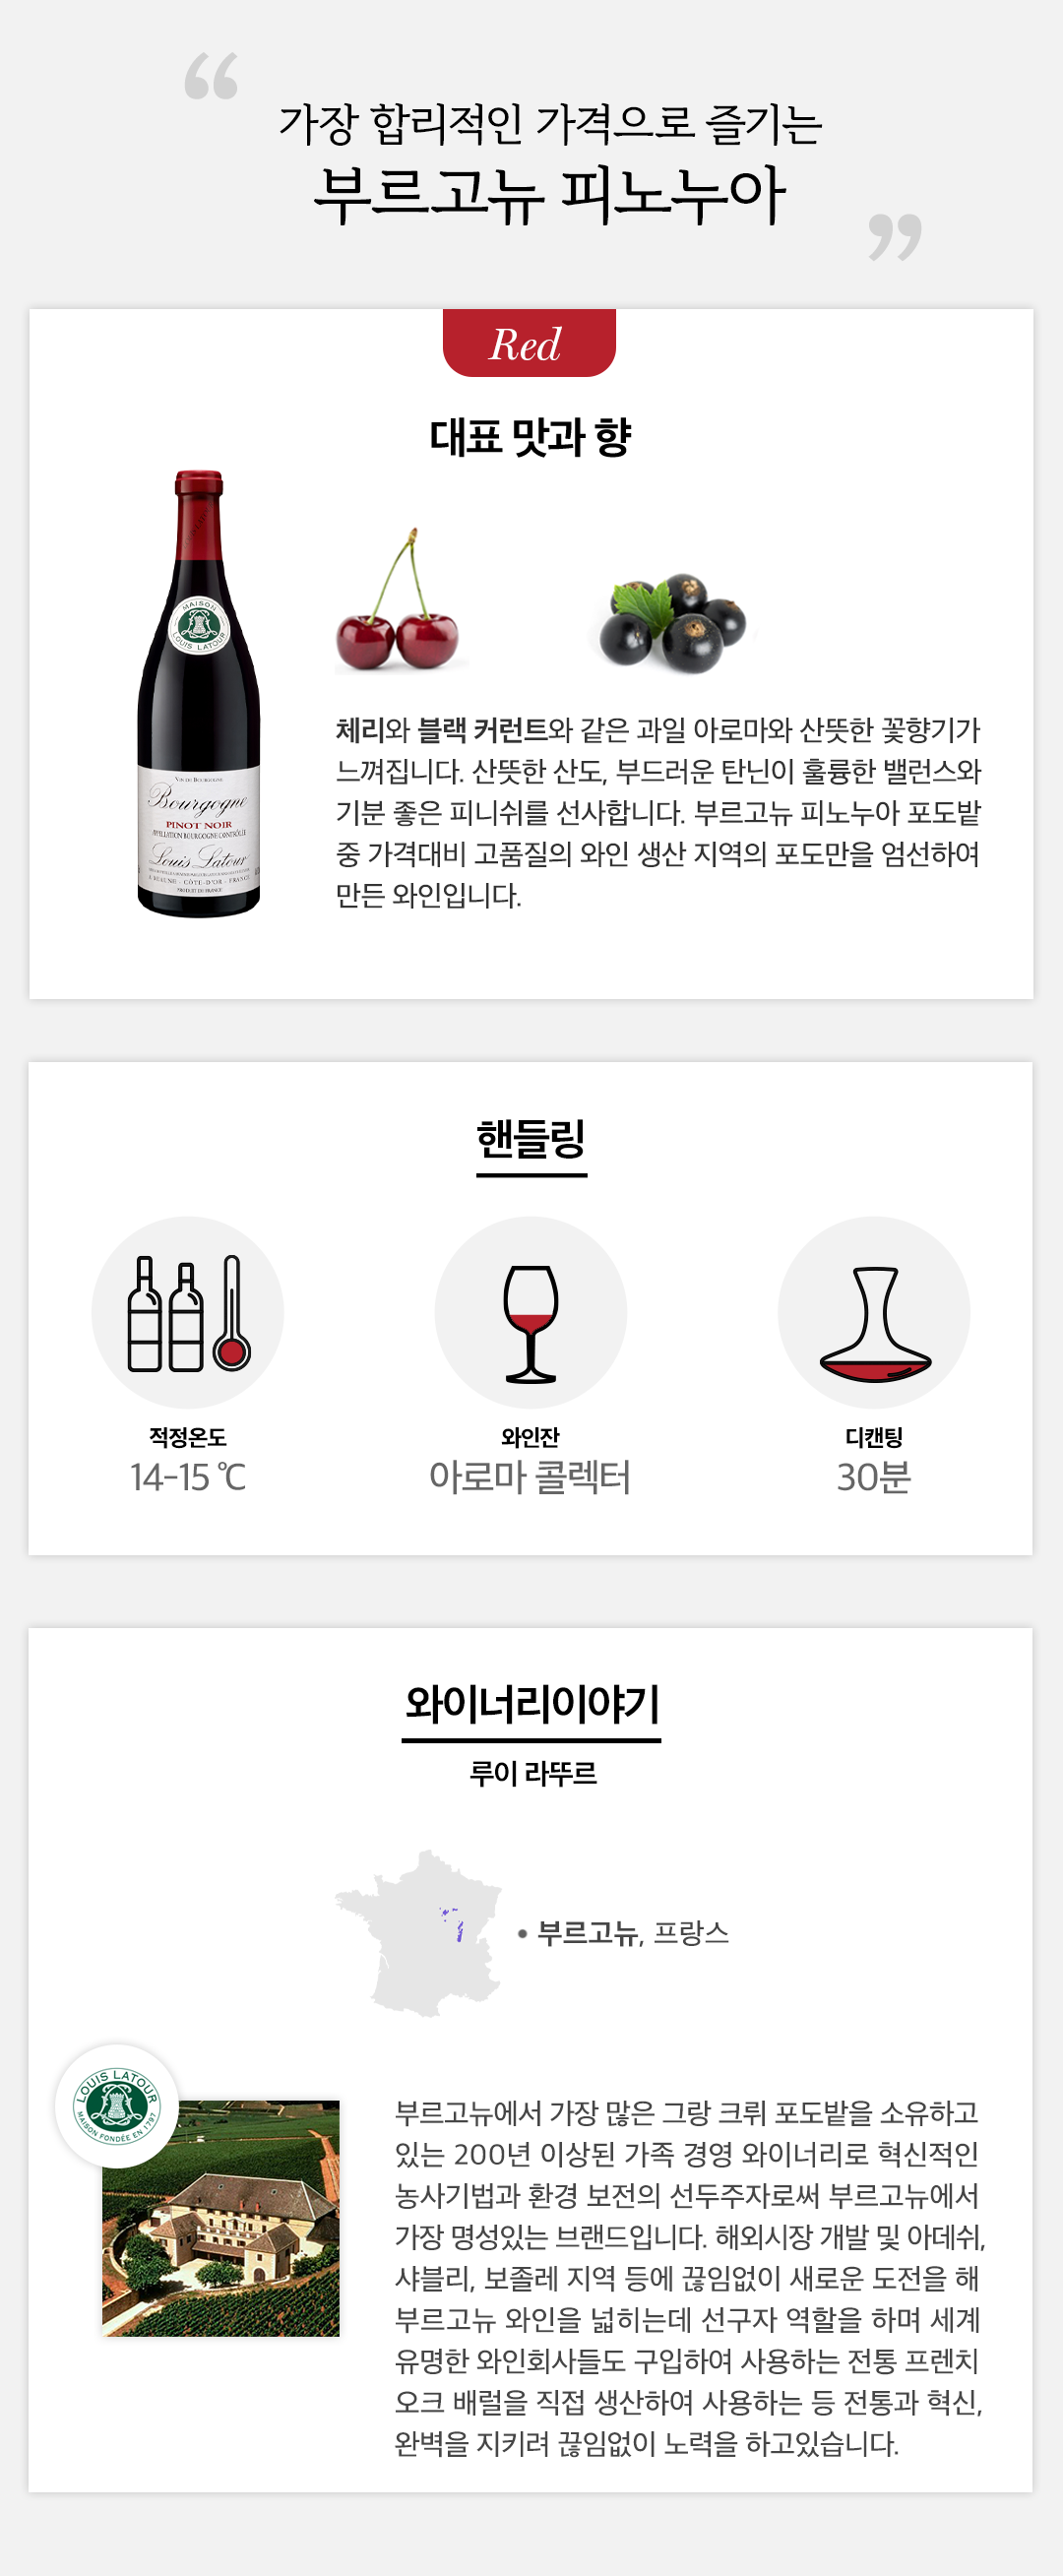 가장 합리적인 가격으로 즐기는
부르고뉴 피노누아
Red
대표 맛과 향
MAISON
LOUIS LATOUR
VIN DE BOURGOGNE
Bourgogne
PINOT NOIR
APPELLATION BOURGOGNE CONTRÔLÉE
Louis Latour
A BEAUNE - CÔTE-D'OR - FRANCE
PRODUIT DE FRANCE
체리와 블랙 커런트와 같은 과일 아로마와 산뜻한 꽃향기가
느껴집니다. 산뜻한 산도, 부드러운 탄닌이 훌륭한 밸런스와
기분 좋은 피니쉬를 선사합니다. 부르고뉴 피노누아 포도밭
중 가격대비 고품질의 와인 생산 지역의 포도만을 엄선하여
만든 와인입니다.
핸들링
적정온도
14-15 ℃
와인잔
아로마 콜렉터
디캔팅
30분
와이너리이야기
루이 라뚜르
• 부르고뉴, 프랑스
LOUIS LATOUR
MAISON FONDÉE EN 1797
부르고뉴에서 가장 많은 그랑 크뤼 포도밭을 소유하고
있는 200년 이상된 가족 경영 와이너리로 혁신적인
농사기법과 환경 보전의 선두주자로써 부르고뉴에서
가장 명성있는 브랜드입니다. 해외시장 개발 및 아데쉬,
샤블리, 보졸레 지역 등에 끊임없이 새로운 도전을 해
부르고뉴 와인을 넓히는데 선구자 역할을 하며 세계
유명한 와인회사들도 구입하여 사용하는 전통 프렌치
오크 배럴을 직접 생산하여 사용하는 등 전통과 혁신,
완벽을 지키려 끊임없이 노력을 하고있습니다.